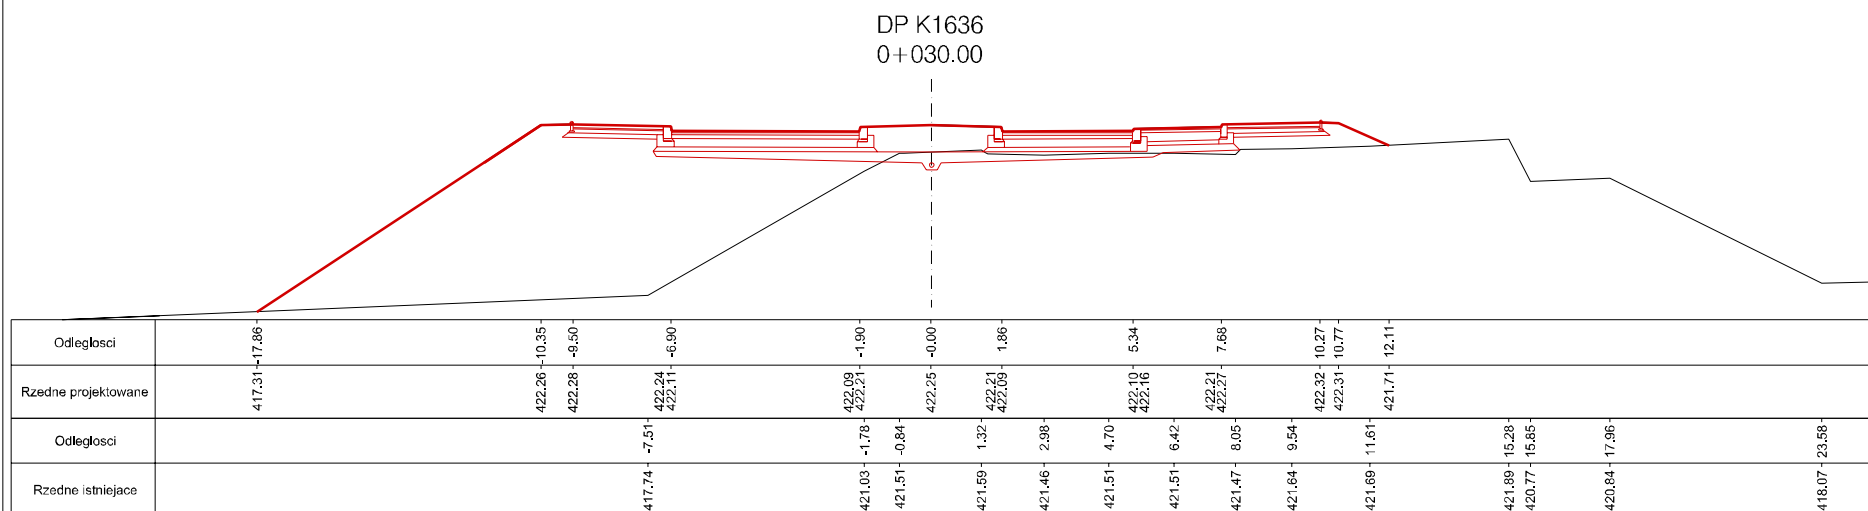 DP K1636
0+030.00
Odleglosci
-17.86 -10.35 -9.50 -6.90 -1.90 -0.00 1.86 5.34 7.68 10.27 10.77 12.11
Rzedne projektowane
417.31 422.26 422.28 422.24 422.11 422.09 422.21 422.25 422.21 422.09 422.10 422.16 422.21 422.27 422.32 422.31 421.71
Odleglosci
-7.51 -1.78 -0.84 1.32 2.98 4.70 6.42 8.05 9.54 11.61 15.28 15.85 17.96 23.58
Rzedne istniejace
417.74 421.03 421.51 421.59 421.46 421.51 421.51 421.47 421.64 421.69 421.89 420.77 420.84 418.07